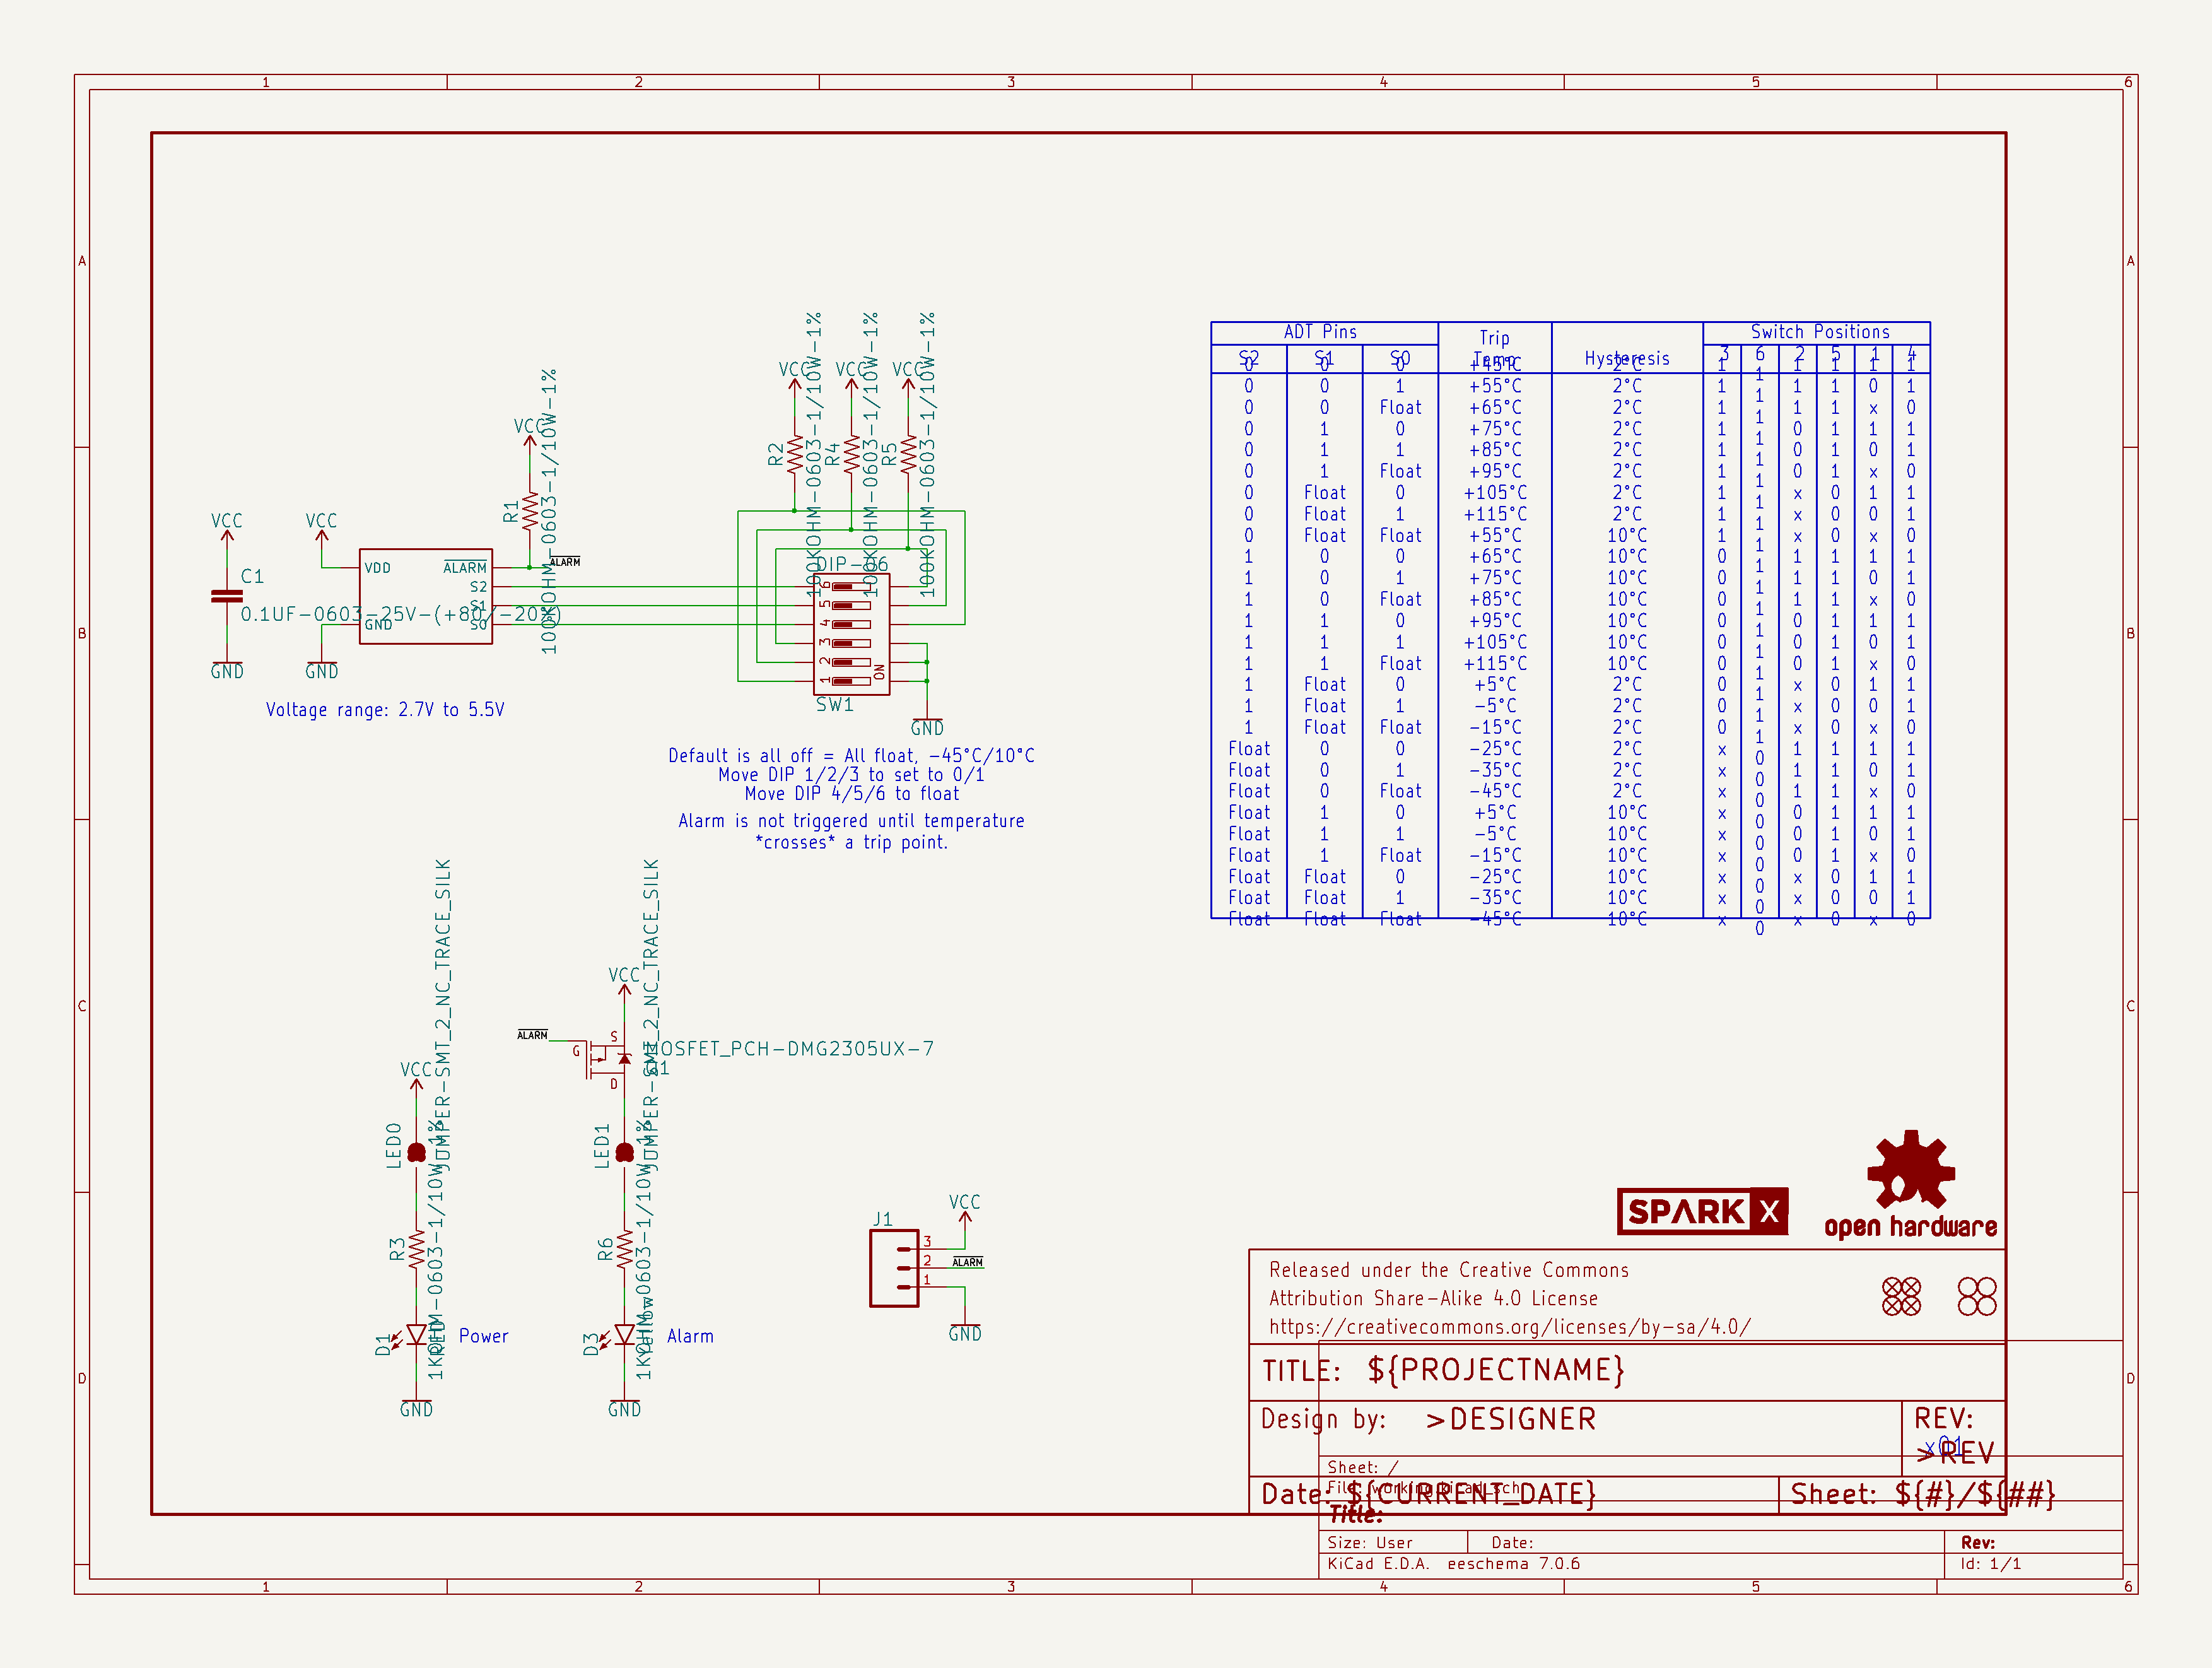 1 2 3 4 5 6
A
A
B
B
C
C
D
D
VCC
C1
0.1UF-0603-25V-(+80/-20%)
GND
VCC
VDD
GND
ALARM
S2
S1
S0
GND
VCC
R1
100KOHM-0603-1/10W-1%
ALARM
Voltage range: 2.7V to 5.5V
VCC
VCC
VCC
R2
100KOHM-0603-1/10W-1%
R4
100KOHM-0603-1/10W-1%
R5
100KOHM-0603-1/10W-1%
DIP-06
6
5
4
3
2
1
ON
SW1
GND
Default is all off = All float, -45°C/10°C
Move DIP 1/2/3 to set to 0/1
Move DIP 4/5/6 to float
Alarm is not triggered until temperature
*crosses* a trip point.
ADT Pins Trip Temp Hysteresis Switch Positions
S2 S1 S0 3 6 2 5 1 4
0 0 0 +45°C 2°C 1 1 1 1 1 1
0 0 1 +55°C 2°C 1 1 1 1 0 1
0 0 Float +65°C 2°C 1 1 1 1 x 0
0 1 0 +75°C 2°C 1 1 0 1 1 1
0 1 1 +85°C 2°C 1 1 0 1 0 1
0 1 Float +95°C 2°C 1 1 0 1 x 0
0 Float 0 +105°C 2°C 1 1 x 0 1 1
0 Float 1 +115°C 2°C 1 1 x 0 0 1
0 Float Float +55°C 10°C 1 1 x 0 x 0
1 0 0 +65°C 10°C 0 1 1 1 1 1
1 0 1 +75°C 10°C 0 1 1 1 0 1
1 0 Float +85°C 10°C 0 1 1 1 x 0
1 1 0 +95°C 10°C 0 1 0 1 1 1
1 1 1 +105°C 10°C 0 1 0 1 0 1
1 1 Float +115°C 10°C 0 1 0 1 x 0
1 Float 0 +5°C 2°C 0 1 x 0 1 1
1 Float 1 -5°C 2°C 0 1 x 0 0 1
1 Float Float -15°C 2°C 0 1 x 0 x 0
Float 0 0 -25°C 2°C x 0 1 1 1 1
Float 0 1 -35°C 2°C x 0 1 1 0 1
Float 0 Float -45°C 2°C x 0 1 1 x 0
Float 1 0 +5°C 10°C x 0 0 1 1 1
Float 1 1 -5°C 10°C x 0 0 1 0 1
Float 1 Float -15°C 10°C x 0 0 1 x 0
Float Float 0 -25°C 10°C x 0 x 0 1 1
Float Float 1 -35°C 10°C x 0 x 0 0 1
Float Float Float -45°C 10°C x 0 x 0 x 0
VCC
LED0
JUMPER-SMT_2_NC_TRACE_SILK
R3
1KOHM-0603-1/10W-1%
D1
RED
Power
GND
VCC
ALARM
G
S
D
MOSFET_PCH-DMG2305UX-7
Q1
LED1
JUMPER-SMT_2_NC_TRACE_SILK
R6
1KOHM-0603-1/10W-1%
D3
Yellow
Alarm
GND
J1
3
2
1
VCC
ALARM
GND
SPARK X
open hardware
Released under the Creative Commons
Attribution Share-Alike 4.0 License
https://creativecommons.org/licenses/by-sa/4.0/
TITLE: ${PROJECTNAME}
Design by: >DESIGNER
REV:
>REV
x01
Date: ${CURRENT_DATE}
Sheet: ${#}/${##}
Sheet: /
File: working.kicad_sch
Title:
Size: User Date: Rev:
KiCad E.D.A. eeschema 7.0.6 Id: 1/1
1 2 3 4 5 6